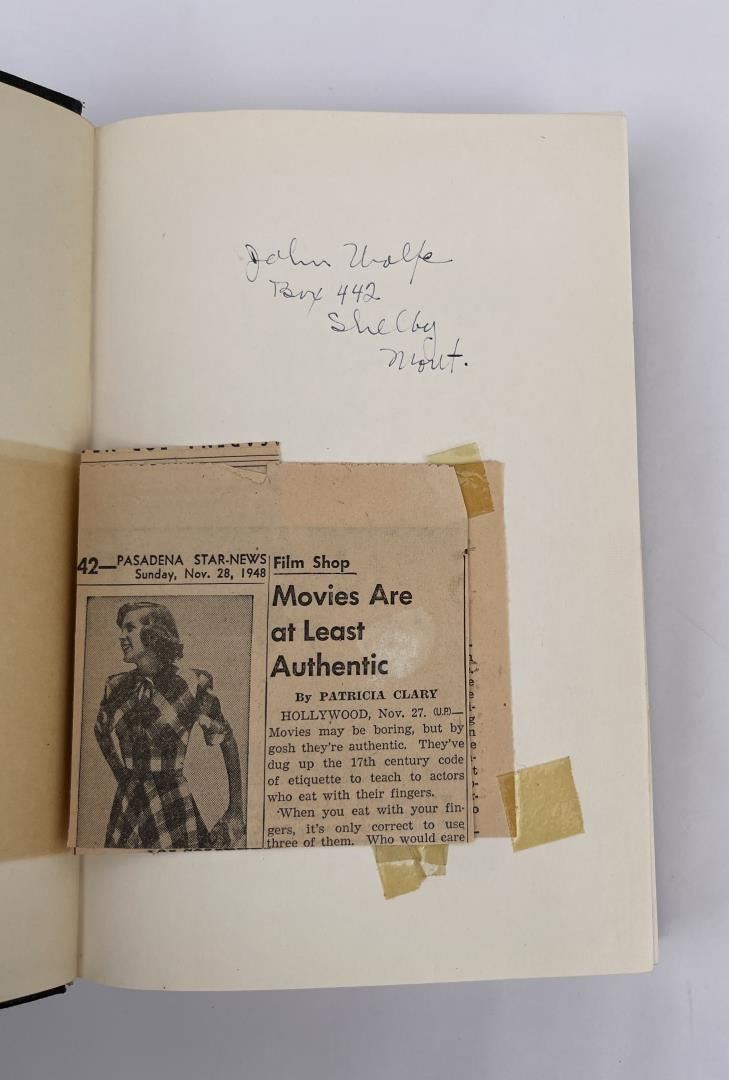 John Wolfe
Box 442
Shelby
Mont.
42—PASADENA STAR-NEWS
Sunday, Nov. 28, 1948
Film Shop
Movies Are
at Least
Authentic
By PATRICIA CLARY
HOLLYWOOD, Nov. 27. (U.P.)—
Movies may be boring, but by
gosh they're authentic. They've
dug up the 17th century code
of etiquette to teach to actors
who eat with their fingers.
'When you eat with your fin-
gers, it's only correct to use
three of them. Who would care